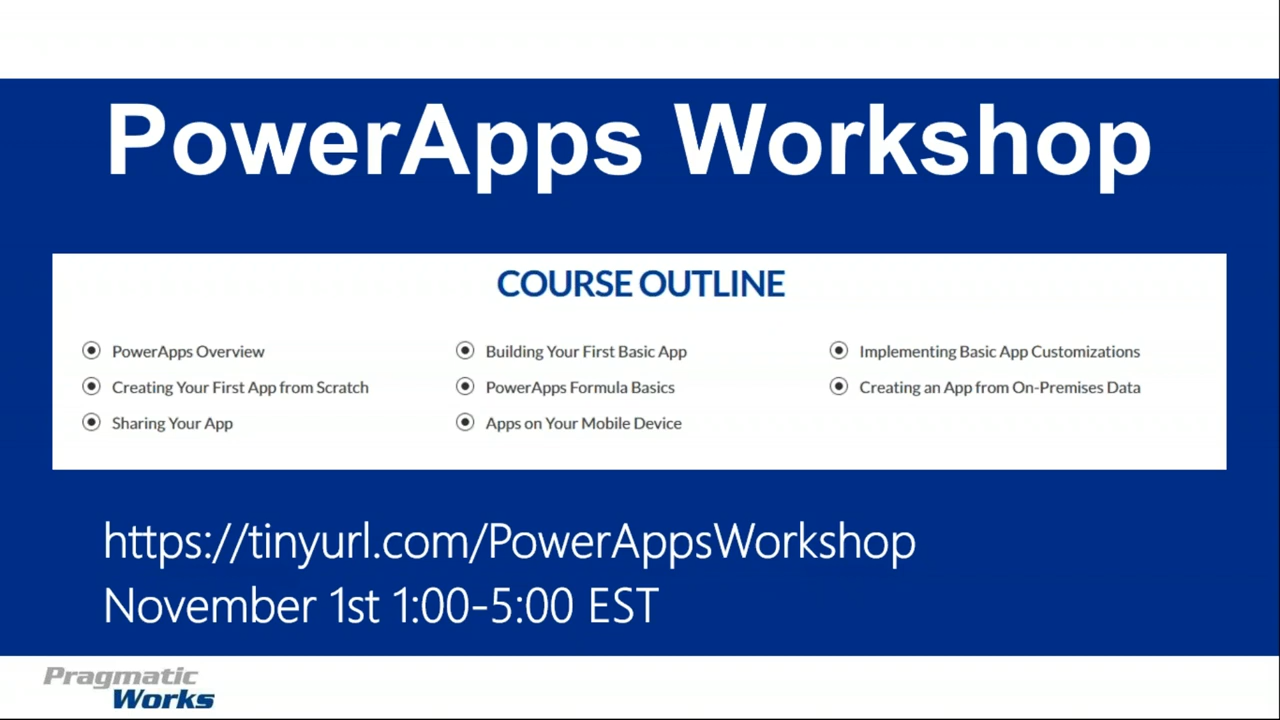 PowerApps Workshop
COURSE OUTLINE
PowerApps Overview
Building Your First Basic App
Implementing Basic App Customizations
Creating Your First App from Scratch
PowerApps Formula Basics
Creating an App from On-Premises Data
Sharing Your App
Apps on Your Mobile Device
https://tinyurl.com/PowerAppsWorkshop
November 1st 1:00-5:00 EST
Pragmatic
Works